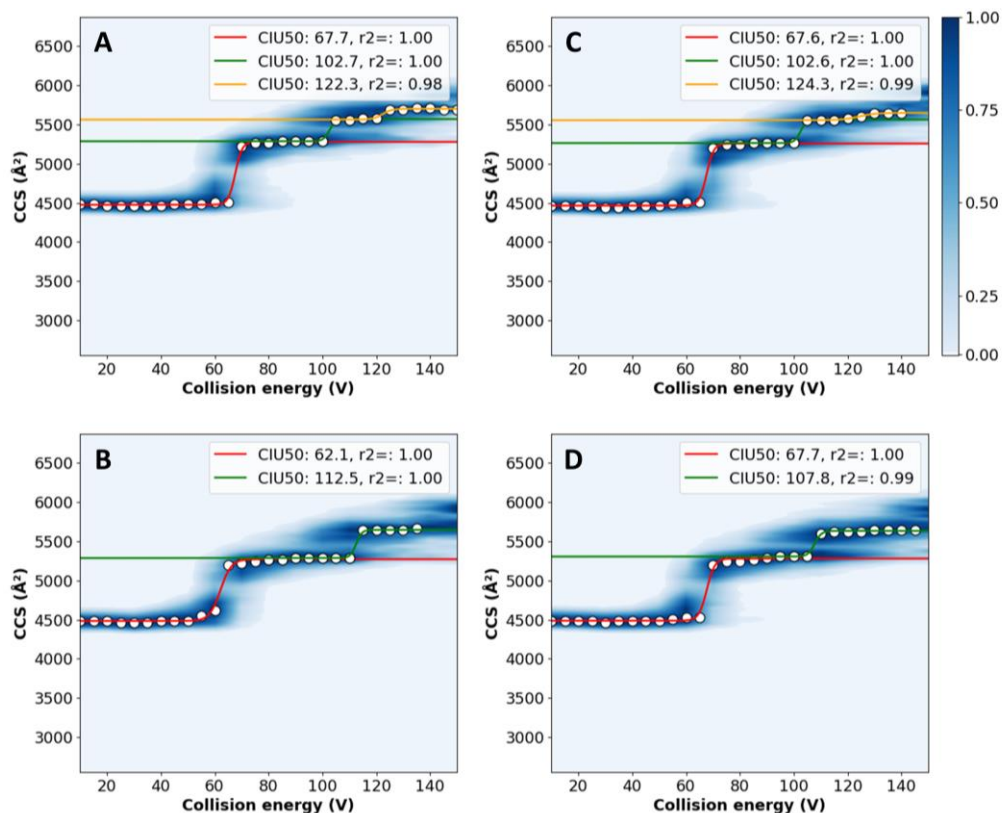 A
CIU50: 67.7, r2=: 1.00
CIU50: 102.7, r2=: 1.00
CIU50: 122.3, r2=: 0.98
CCS (Å²)
6500
6000
5500
5000
4500
4000
3500
3000
20 40 60 80 100 120 140
Collision energy (V)
C
CIU50: 67.6, r2=: 1.00
CIU50: 102.6, r2=: 1.00
CIU50: 124.3, r2=: 0.99
CCS (Å²)
6500
6000
5500
5000
4500
4000
3500
3000
20 40 60 80 100 120 140
Collision energy (V)
1.00
0.75
0.50
0.25
0.00
B
CIU50: 62.1, r2=: 1.00
CIU50: 112.5, r2=: 1.00
CCS (Å²)
6500
6000
5500
5000
4500
4000
3500
3000
20 40 60 80 100 120 140
Collision energy (V)
D
CIU50: 67.7, r2=: 1.00
CIU50: 107.8, r2=: 0.99
CCS (Å²)
6500
6000
5500
5000
4500
4000
3500
3000
20 40 60 80 100 120 140
Collision energy (V)